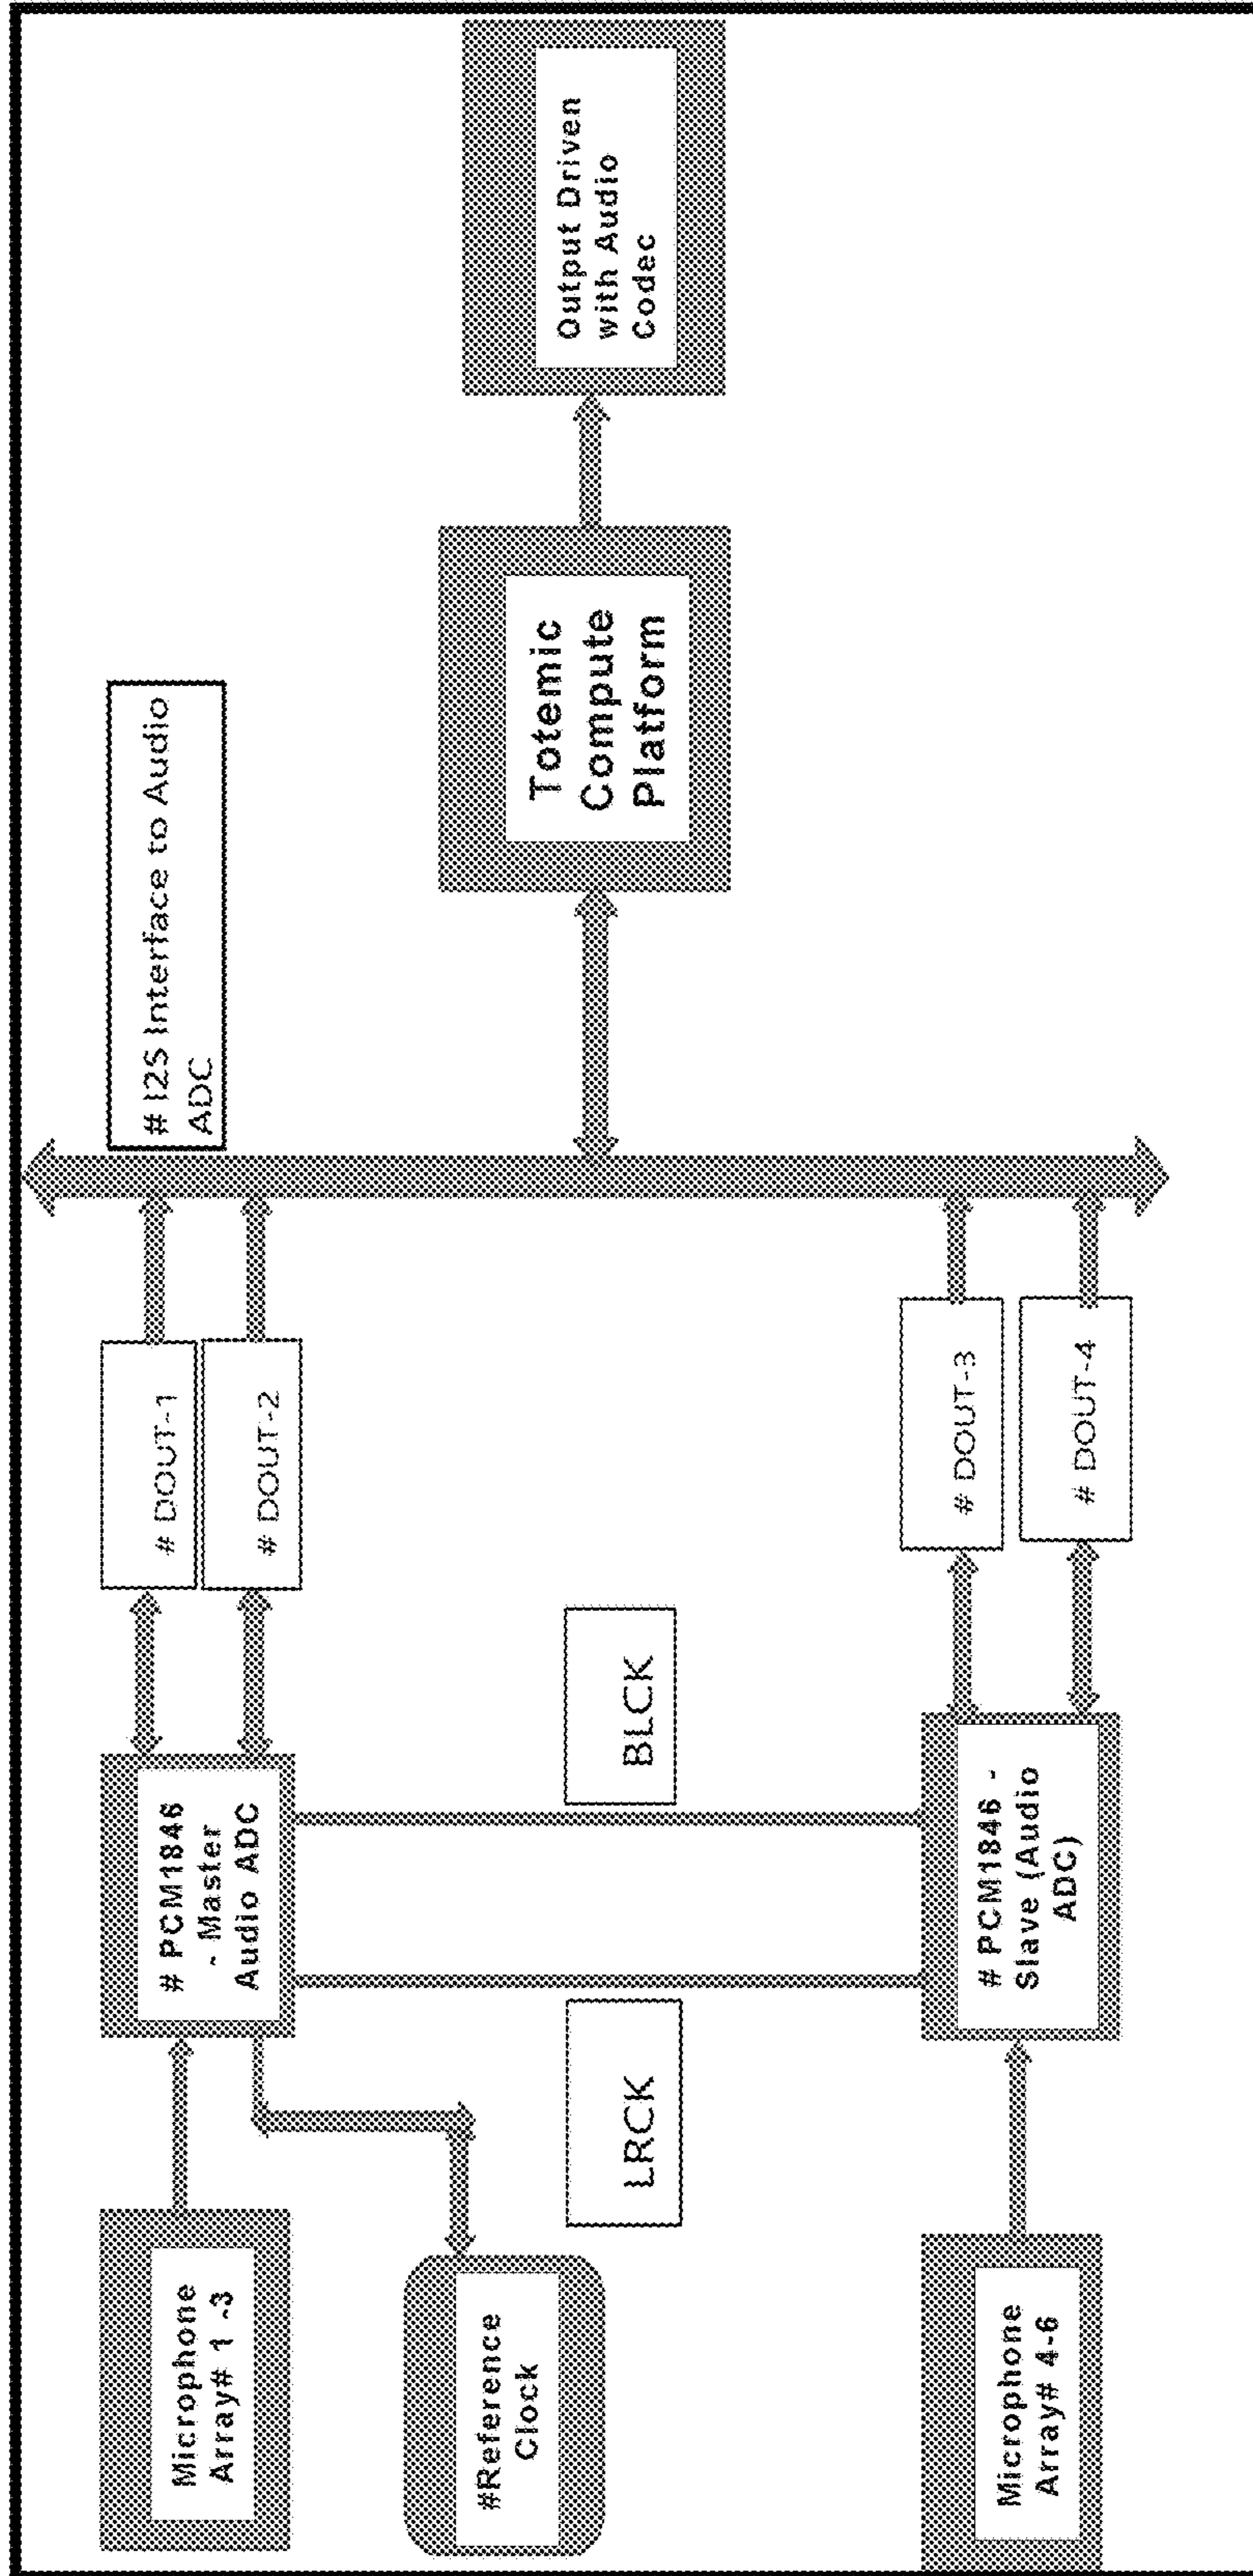 Microphone
Array# 1 -3
# PCM1846
- Master
Audio ADC
# DOUT-1
# DOUT-2
# I2S Interface to Audio
ADC
#Reference
Clock
LRCK
BLCK
Totemic
Compute
Platform
Output Driven
with Audio
Codec
Microphone
Array# 4-6
# PCM1846 -
Slave (Audio
ADC)
# DOUT-3
# DOUT-4